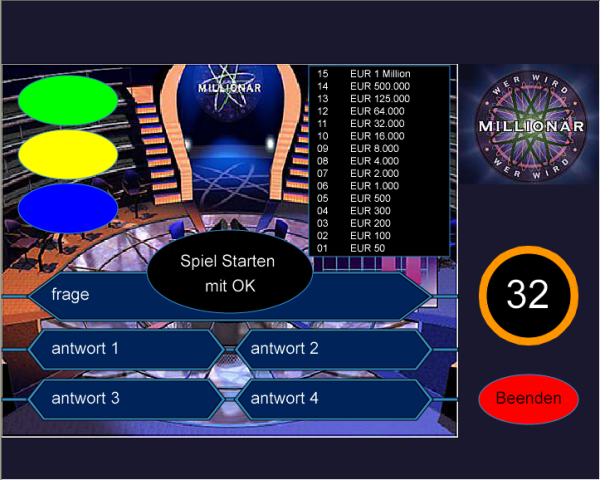 MILLIONÄR
15 EUR 1 Million
14 EUR 500.000
13 EUR 125.000
12 EUR 64.000
11 EUR 32.000
10 EUR 16.000
09 EUR 8.000
08 EUR 4.000
07 EUR 2.000
06 EUR 1.000
05 EUR 500
04 EUR 300
03 EUR 200
02 EUR 100
01 EUR 50
WER WIRD
MILLIONÄR
WER WIRD
Spiel Starten
mit OK
frage
32
antwort 1
antwort 2
antwort 3
antwort 4
Beenden